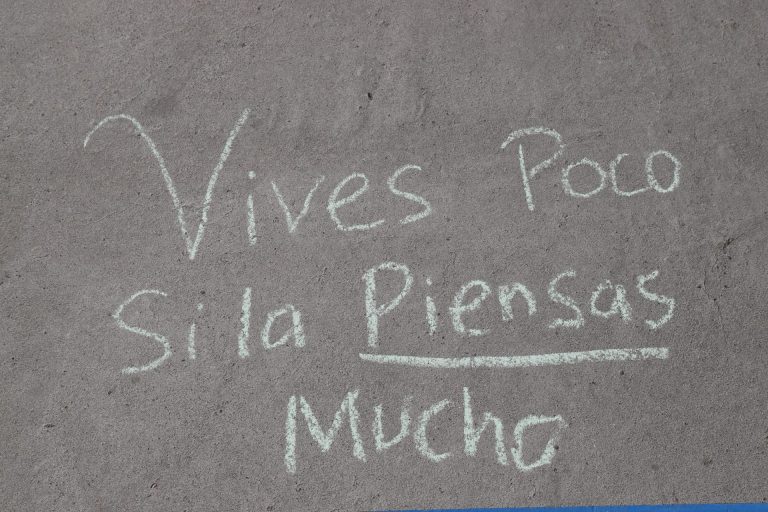 Vives Poco
Si la Piensas
Mucho